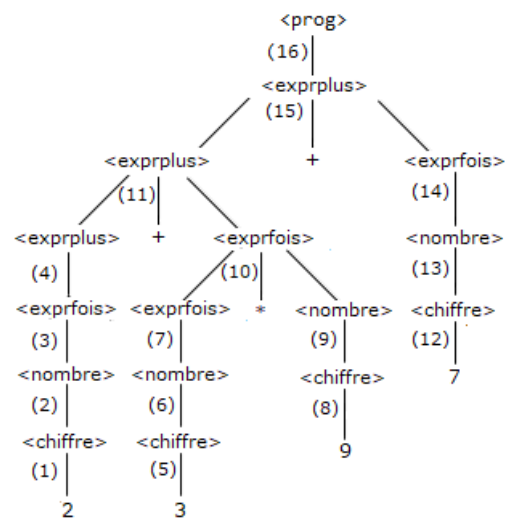 <prog>
(16)
<exprplus>
(15)
<exprplus> + <exprfois>
(11) (14)
<exprplus> + <exprfois> <nombre>
(4) (10) (13)
<exprfois> <exprfois> * <nombre> <chiffre>
(3) (7) (9) (12)
<nombre> <nombre> <chiffre> 7
(2) (6) (8)
<chiffre> <chiffre> 9
(1) (5)
2 3